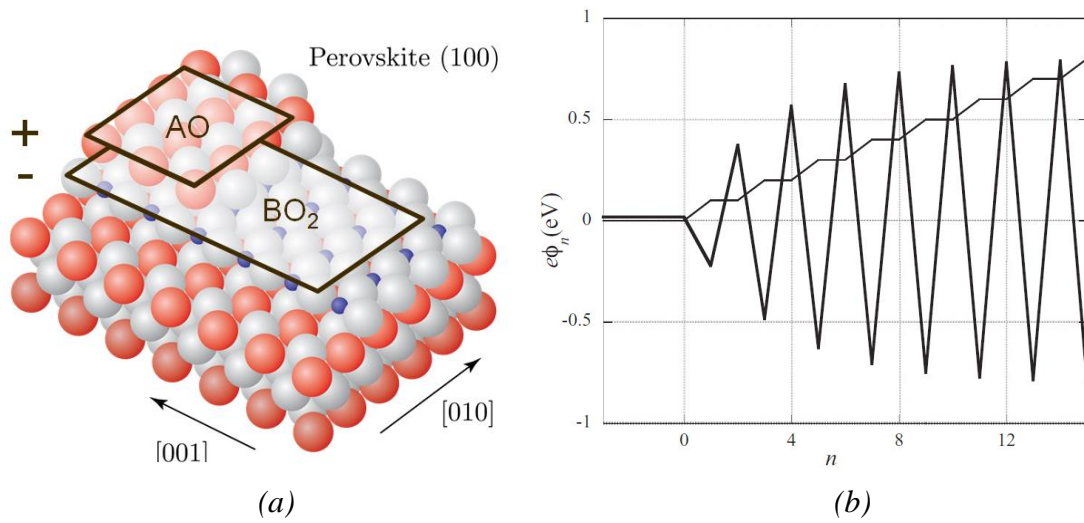 Perovskite (100)
AO
+
-
BO₂
[010]
[001]
(a)
1
0.5
0
-0.5
-1
eϕₙ(eV)
0 4 8 12
n
(b)